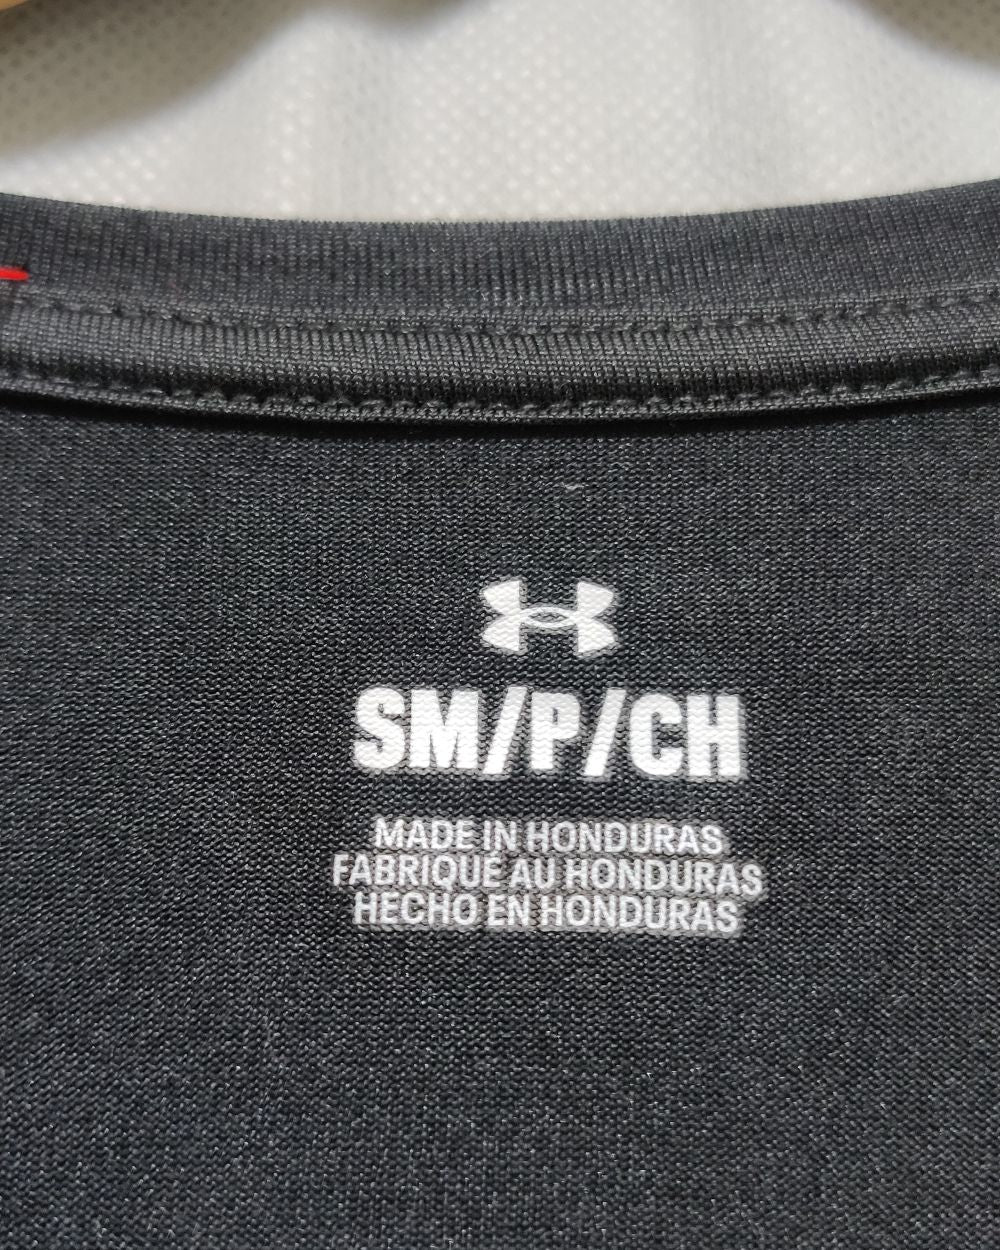 SM/P/CH
MADE IN HONDURAS
FABRIQUÉ AU HONDURAS
HECHO EN HONDURAS